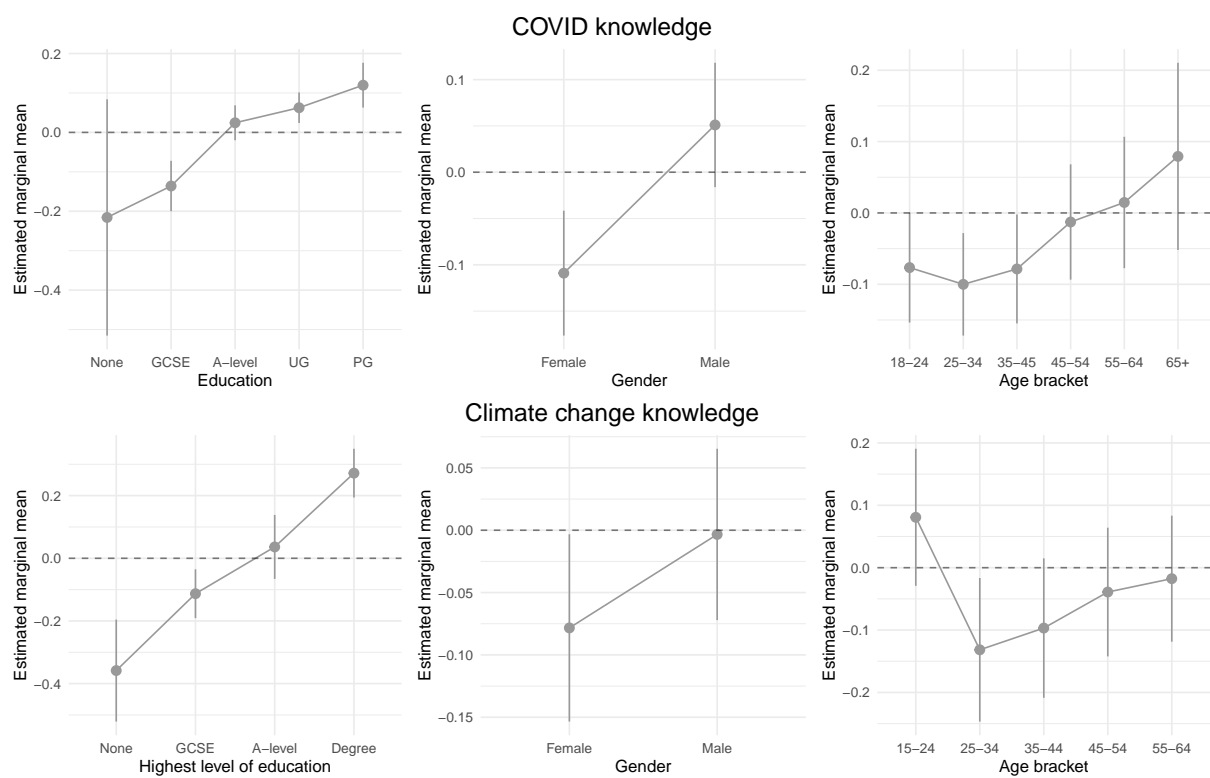 COVID knowledge
Estimated marginal mean
0.2
0.0
−0.2
−0.4
None GCSE A−level UG PG
Education
Estimated marginal mean
0.1
0.0
−0.1
Female Male
Gender
Estimated marginal mean
0.2
0.1
0.0
−0.1
18−24 25−34 35−45 45−54 55−64 65+
Age bracket
Climate change knowledge
Estimated marginal mean
0.2
0.0
−0.2
−0.4
None GCSE A−level Degree
Highest level of education
Estimated marginal mean
0.05
0.00
−0.05
−0.10
−0.15
Female Male
Gender
Estimated marginal mean
0.2
0.1
0.0
−0.1
−0.2
15−24 25−34 35−44 45−54 55−64
Age bracket